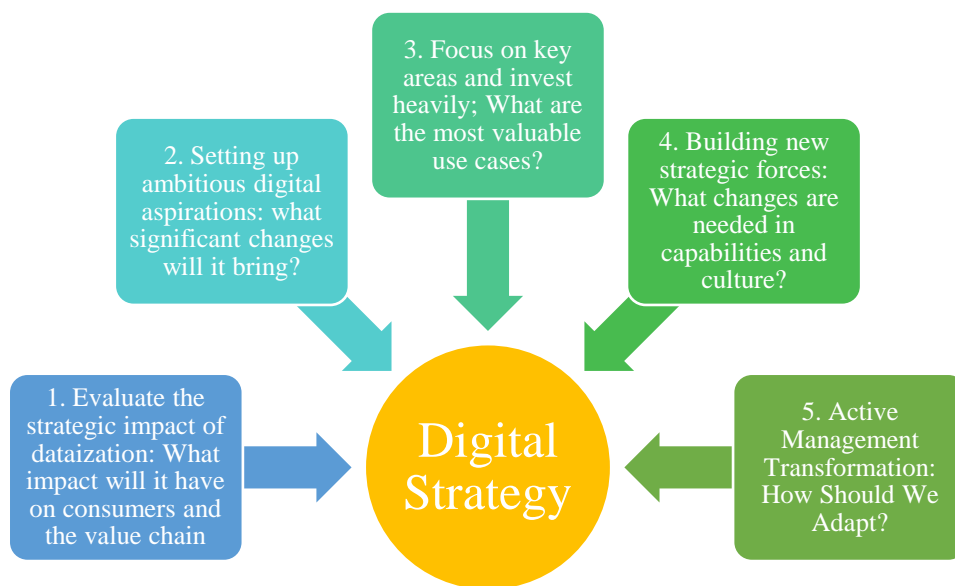 1. Evaluate the
strategic impact of
dataization: What
impact will it have
on consumers and
the value chain
2. Setting up
ambitious digital
aspirations: what
significant changes
will it bring?
3. Focus on key
areas and invest
heavily; What are
the most valuable
use cases?
4. Building new
strategic forces:
What changes are
needed in
capabilities and
culture?
5. Active
Management
Transformation:
How Should We
Adapt?
Digital
Strategy